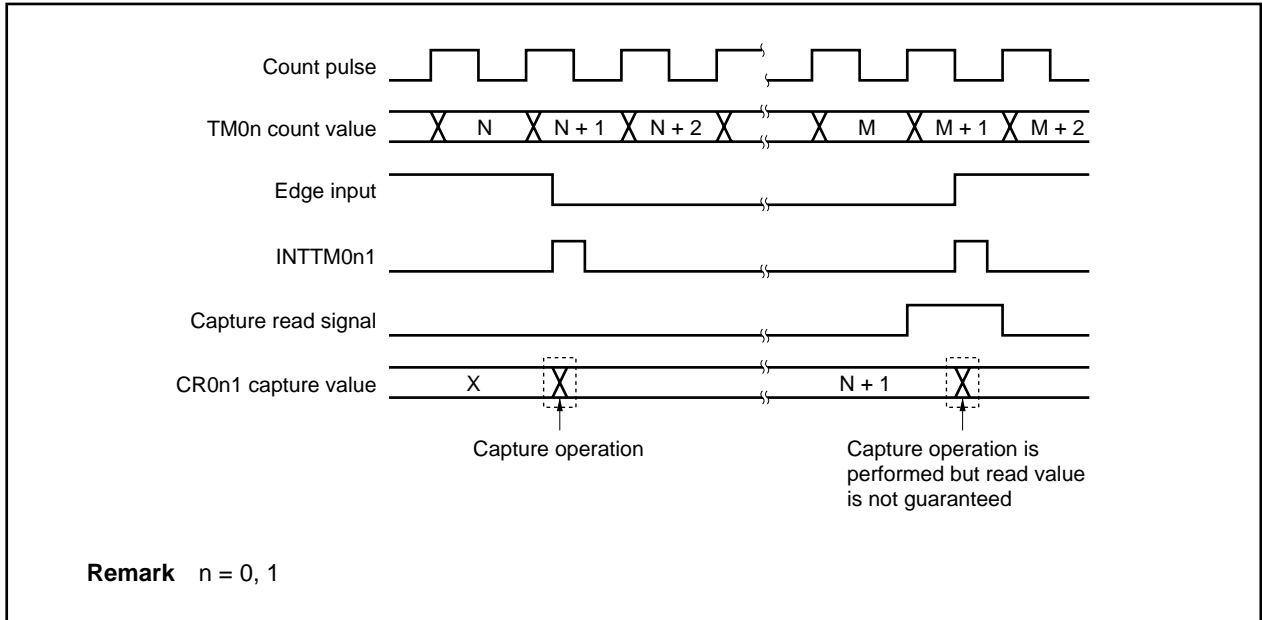 Count pulse
TM0n count value
N
N + 1
N + 2
M
M + 1
M + 2
Edge input
INTTM0n1
Capture read signal
CR0n1 capture value
X
N + 1
Capture operation
Capture operation is
performed but read value
is not guaranteed
Remark n = 0, 1